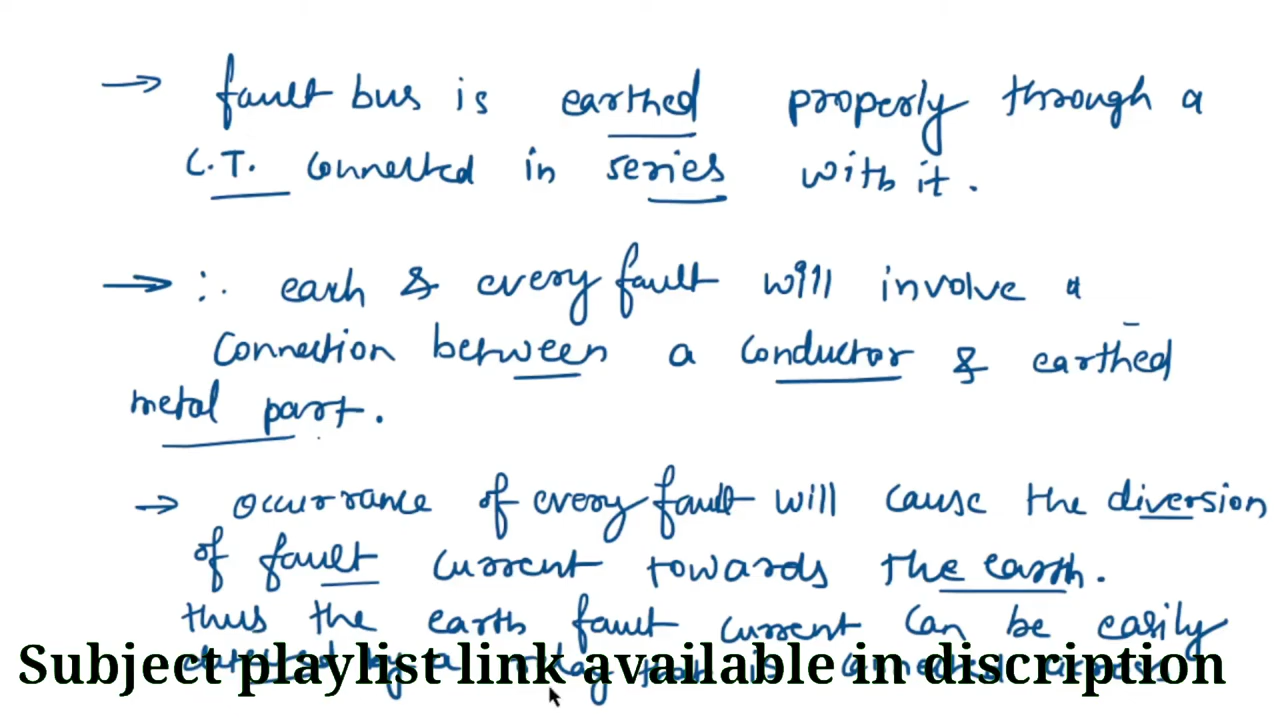 → fault bus is earthed properly through a
C.T. connected in series with it.
→ ∴ each & every fault will involve a
connection between a conductor & earthed
metal part.
→ occurrance of every fault will cause the diversion
of fault current towards the earth.
thus the earth fault current can be easily
Subject playlist link available in discription